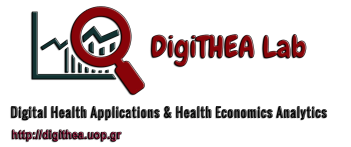 DigiTHEA Lab
Digital Health Applications & Health Economics Analytics
http://digithea.uop.gr